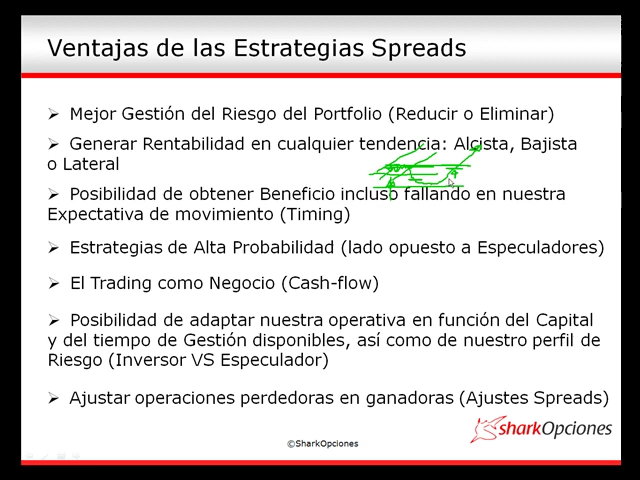 Ventajas de las Estrategias Spreads
➢ Mejor Gestión del Riesgo del Portfolio (Reducir o Eliminar)
➢ Generar Rentabilidad en cualquier tendencia: Alcista, Bajista
o Lateral
➢ Posibilidad de obtener Beneficio incluso fallando en nuestra
Expectativa de movimiento (Timing)
➢ Estrategias de Alta Probabilidad (lado opuesto a Especuladores)
➢ El Trading como Negocio (Cash-flow)
➢ Posibilidad de adaptar nuestra operativa en función del Capital
y del tiempo de Gestión disponibles, así como de nuestro perfil de
Riesgo (Inversor VS Especulador)
➢ Ajustar operaciones perdedoras en ganadoras (Ajustes Spreads)
©SharkOpciones
sharkOpciones